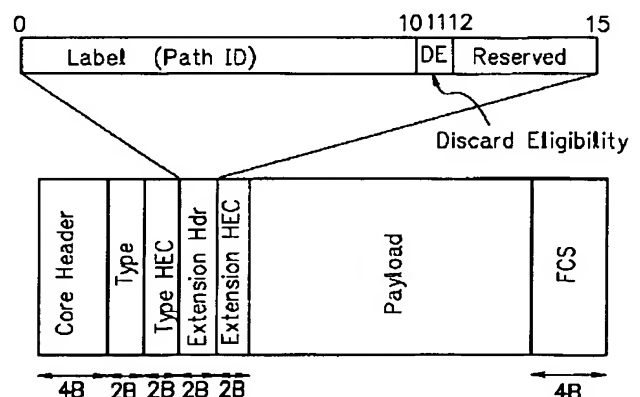 0 10 11 12 15
Label (Path ID) DE Reserved
Discard Eligibility
Core Header
Type
Type HEC
Extension Hdr
Extension HEC
Payload
FCS
4B 2B 2B 2B 2B 4B